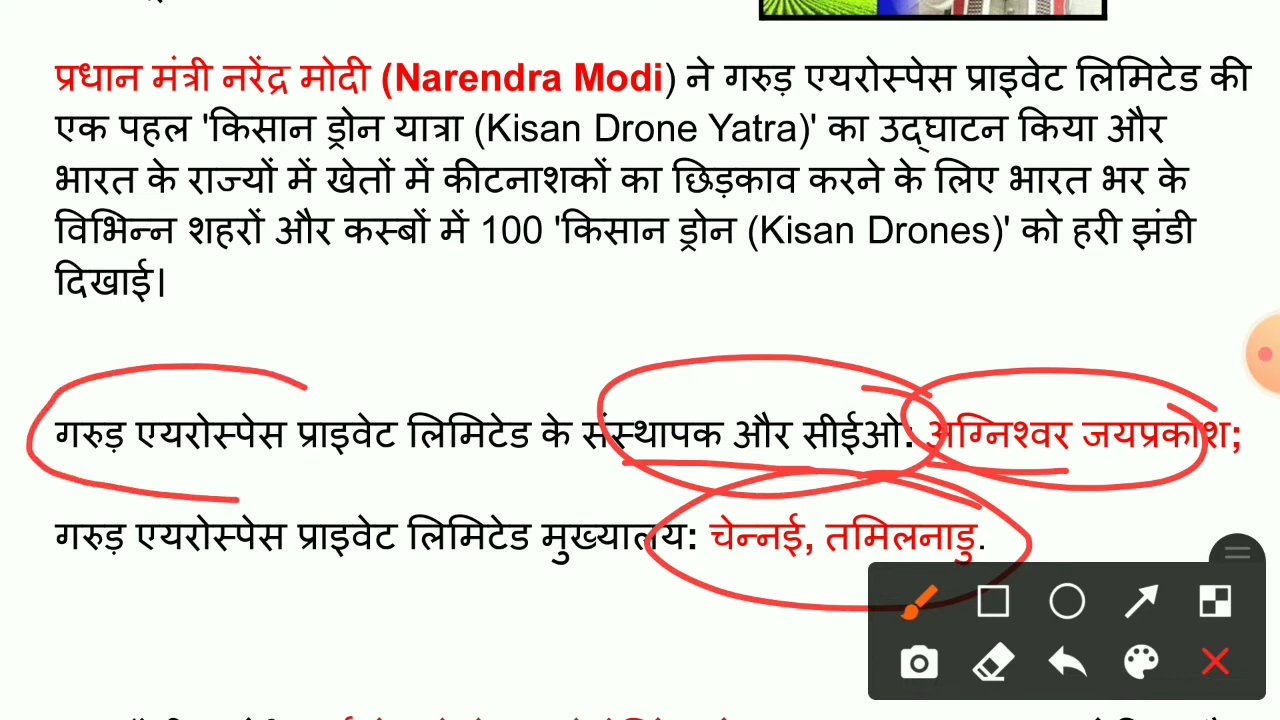 प्रधान मंत्री नरेंद्र मोदी (Narendra Modi) ने गरुड़ एयरोस्पेस प्राइवेट लिमिटेड की
एक पहल 'किसान ड्रोन यात्रा (Kisan Drone Yatra)' का उद्घाटन किया और
भारत के राज्यों में खेतों में कीटनाशकों का छिड़काव करने के लिए भारत भर के
विभिन्न शहरों और कस्बों में 100 'किसान ड्रोन (Kisan Drones)' को हरी झंडी
दिखाई।
गरुड़ एयरोस्पेस प्राइवेट लिमिटेड के संस्थापक और सीईओ: अग्निश्वर जयप्रकाश;
गरुड़ एयरोस्पेस प्राइवेट लिमिटेड मुख्यालय: चेन्नई, तमिलनाडु.